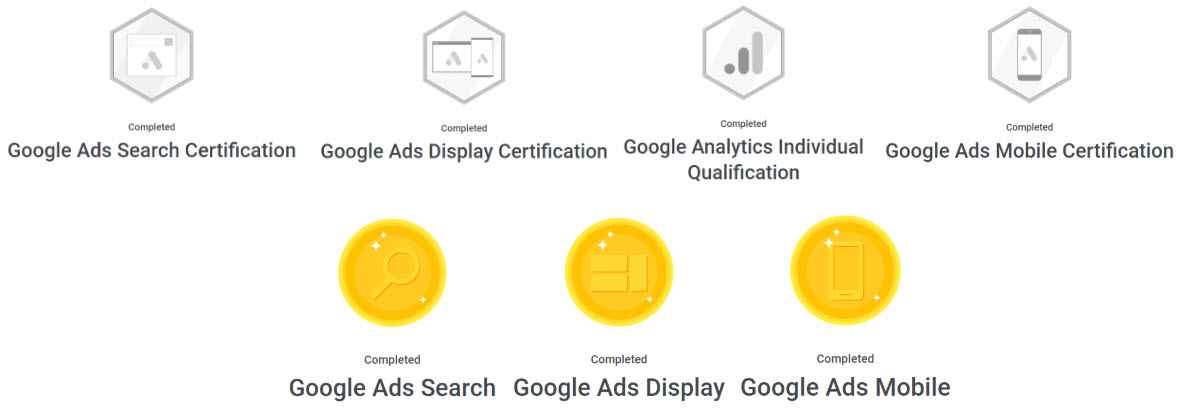 Completed
Google Ads Search Certification
Completed
Google Ads Display Certification
Completed
Google Analytics Individual
Qualification
Completed
Google Ads Mobile Certification
Completed
Google Ads Search
Completed
Google Ads Display
Completed
Google Ads Mobile